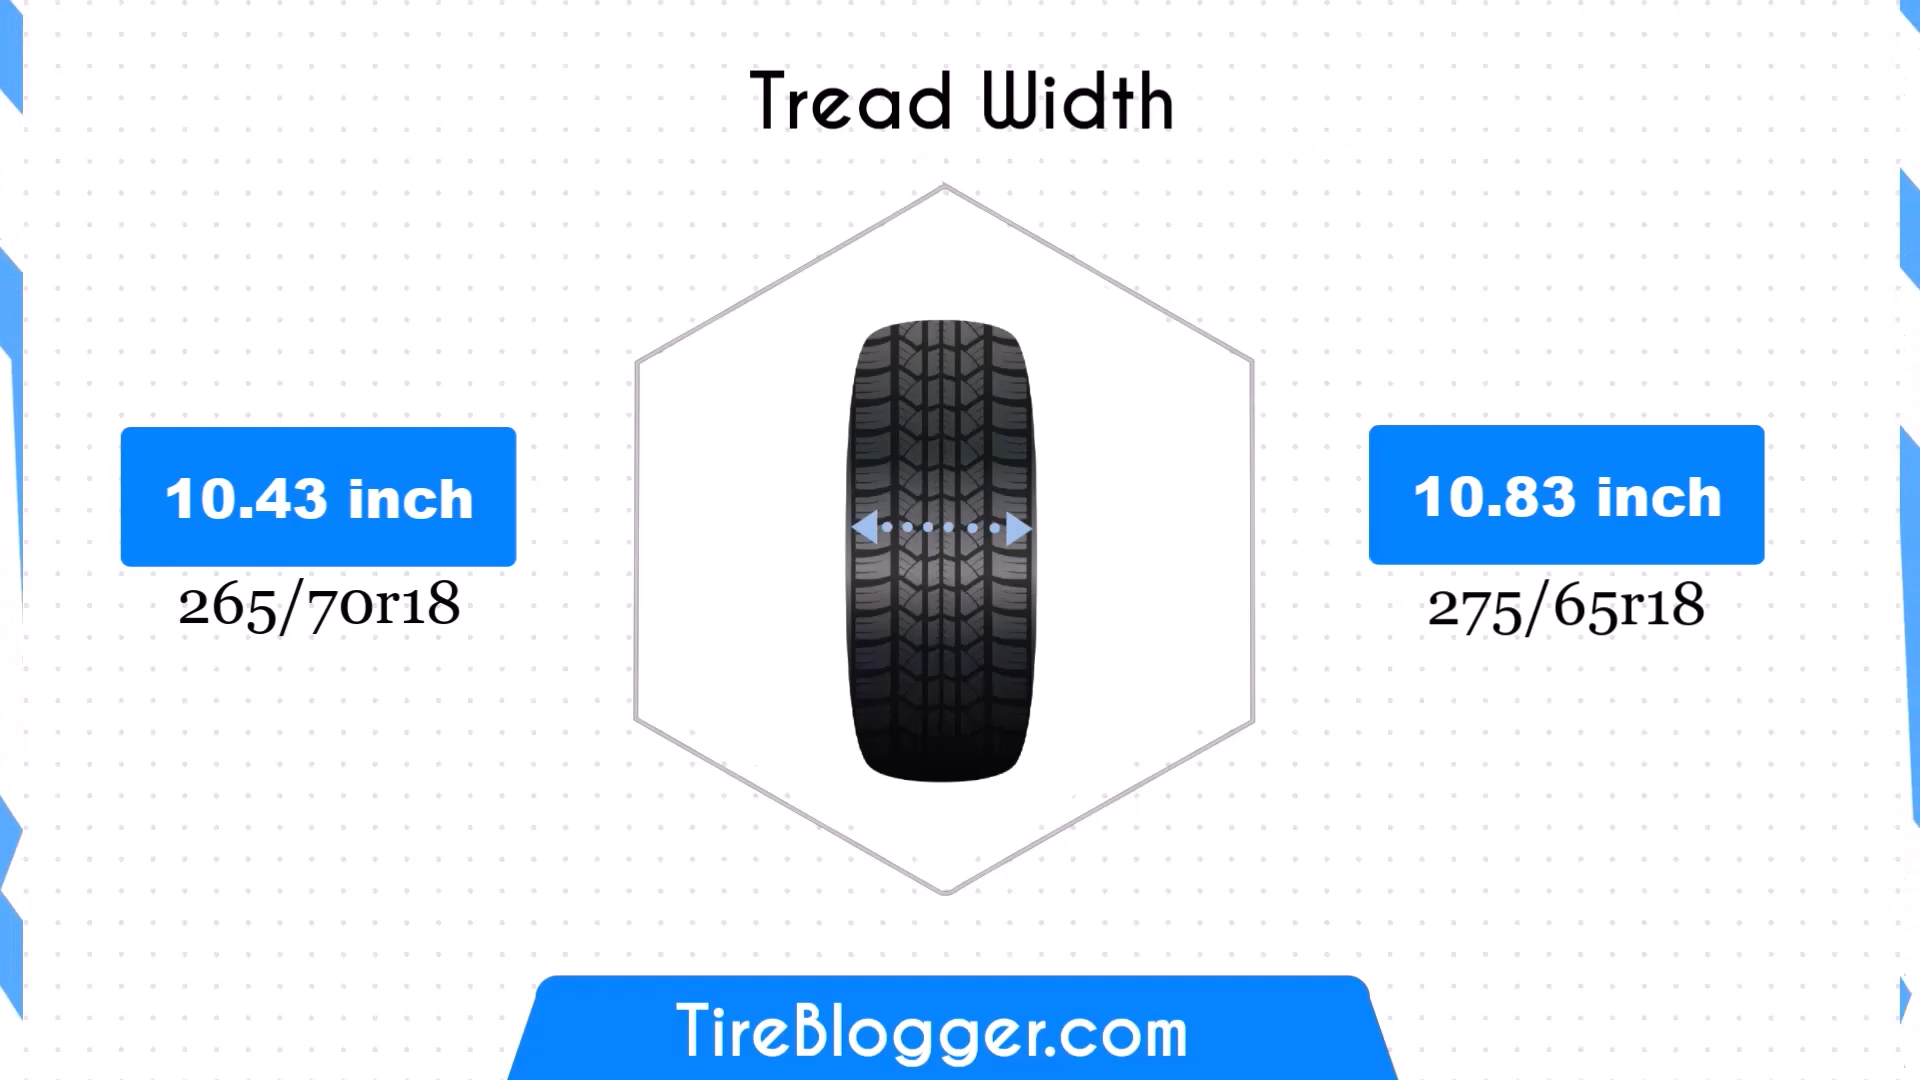 Tread Width
10.43 inch
265/70r18
10.83 inch
275/65r18
TireBlogger.com